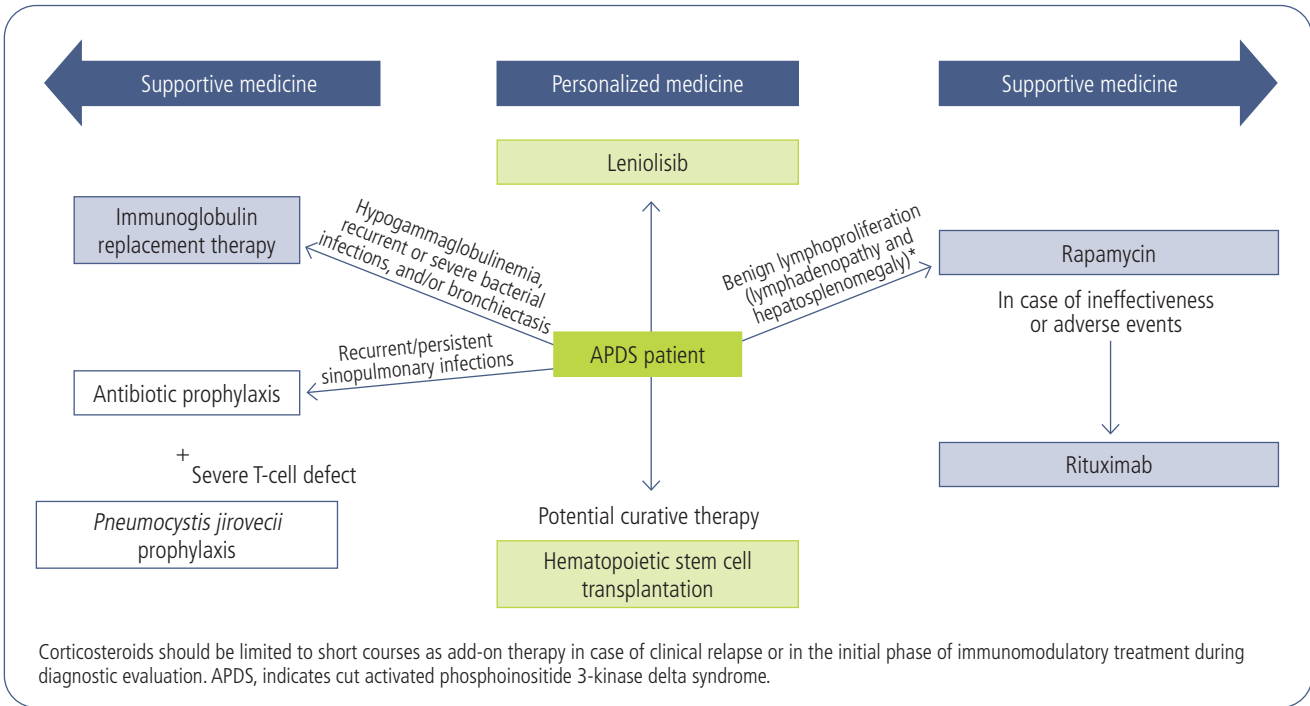 Supportive medicine
Personalized medicine
Supportive medicine
Leniolisib
Immunoglobulin
replacement therapy
Hypogammaglobulinemia,
recurrent or severe bacterial
infections, and/or bronchiectasis
Benign lymphoproliferation
(lymphadenopathy and
hepatosplenomegaly)*
Rapamycin
In case of ineffectiveness
or adverse events
APDS patient
Recurrent/persistent
sinopulmonary infections
Antibiotic prophylaxis
+
Severe T-cell defect
Pneumocystis jirovecii
prophylaxis
Rituximab
Potential curative therapy
Hematopoietic stem cell
transplantation
Corticosteroids should be limited to short courses as add-on therapy in case of clinical relapse or in the initial phase of immunomodulatory treatment during
diagnostic evaluation. APDS, indicates cut activated phosphoinositide 3-kinase delta syndrome.